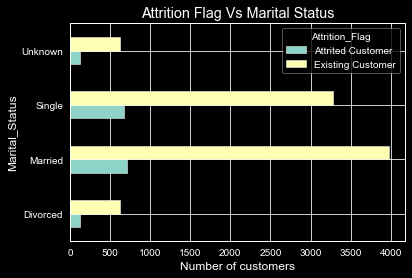 Attrition Flag Vs Marital Status
Attrition_Flag
Attrited Customer
Existing Customer
Marital_Status
Unknown
Single
Married
Divorced
0 500 1000 1500 2000 2500 3000 3500 4000
Number of customers